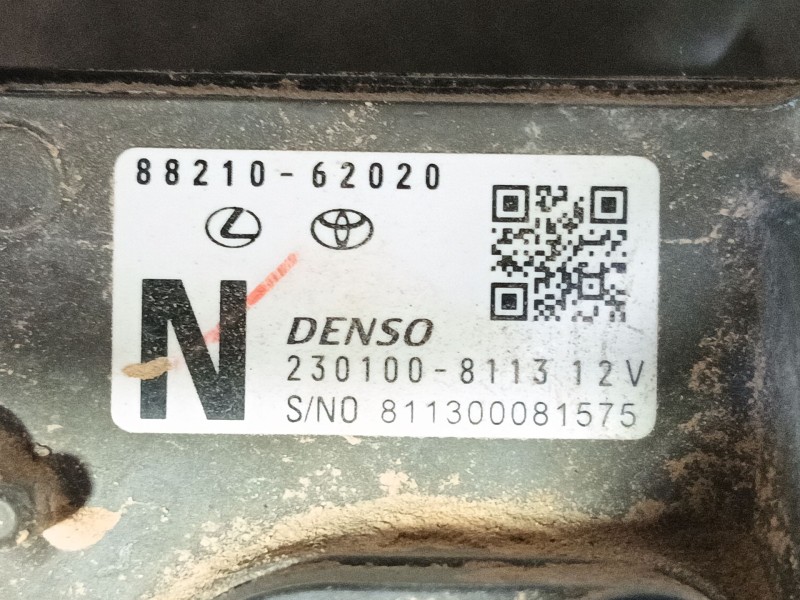 88210-62020
N
DENSO
230100-8113 12V
S/NO 811300081575